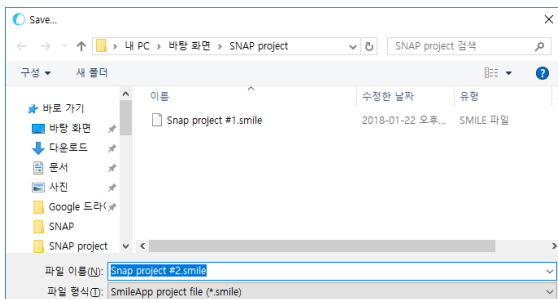 Save...
내 PC > 바탕 화면 > SNAP project
SNAP project 검색
구성
새 폴더
이름
수정한 날짜
유형
바로 가기
바탕 화면
다운로드
문서
사진
Google 드라
SNAP
SNAP project
Snap project #1.smile
2018-01-22 오후...
SMILE 파일
파일 이름(N): Snap project #2.smile
파일 형식(T): SmileApp project file (*.smile)